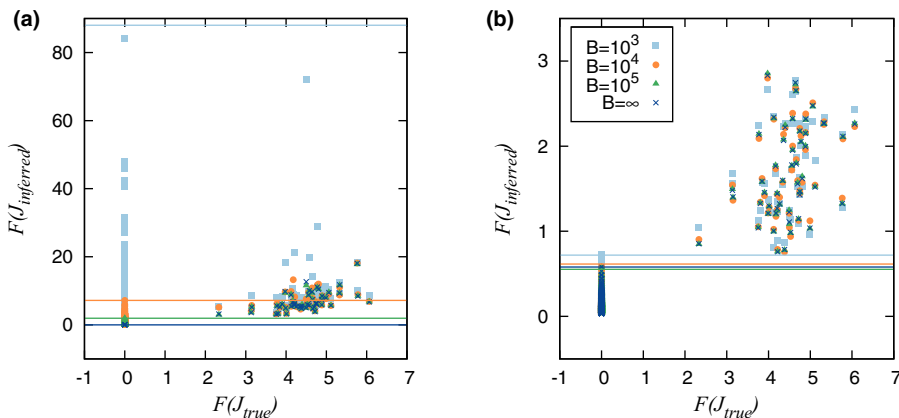 (a)
80
60
40
20
0
F(J_inferred)
-1 0 1 2 3 4 5 6 7
F(J_true)
(b)
B=10^3
B=10^4
B=10^5
B=∞
3
2
1
0
F(J_inferred)
-1 0 1 2 3 4 5 6 7
F(J_true)